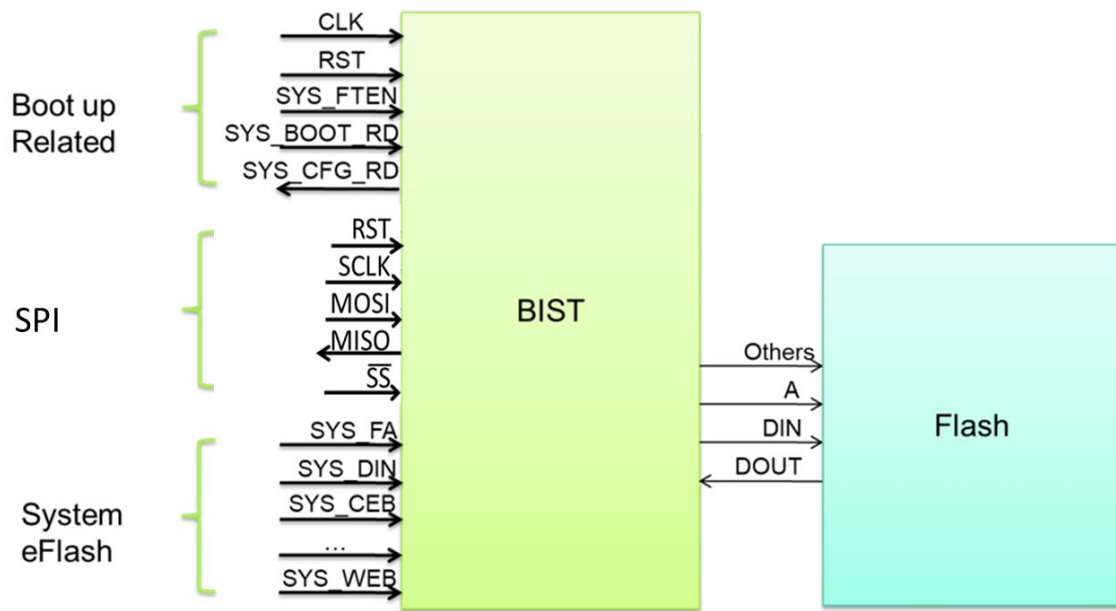 Boot up
Related
CLK
RST
SYS_FTEN
SYS_BOOT_RD
SYS_CFG_RD
SPI
RST
SCLK
MOSI
MISO
S̅S̅
System
eFlash
SYS_FA
SYS_DIN
SYS_CEB
...
SYS_WEB
BIST
Others
A
DIN
DOUT
Flash